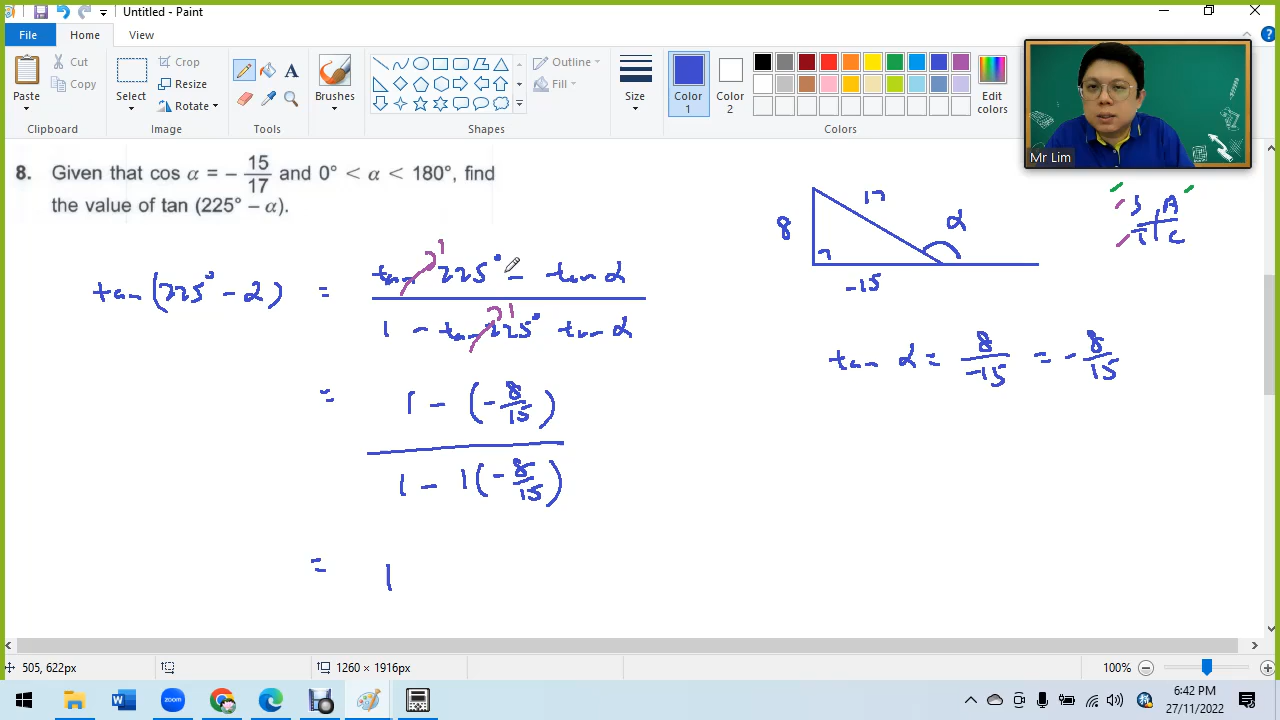 Untitled - Paint
File Home View
Paste Cut Copy Clipboard
Select Crop Resize Rotate Image
Tools
Brushes
Shapes
Outline Fill
Size
Color 1 Color 2
Edit colors
Colors
Mr Lim
8. Given that cos α = - 15/17 and 0° < α < 180°, find
the value of tan (225° - α).
8 17 α
-15
S A
T C
tan (225° - α) = (tan 225° - tan α) / (1 - tan 225° tan α)
1 1
tan α = 8/-15 = - 8/15
= (1 - (- 8/15)) / (1 - 1(- 8/15))
= 1
505, 622px
1260 × 1916px
100%
zoom
6:42 PM
27/11/2022